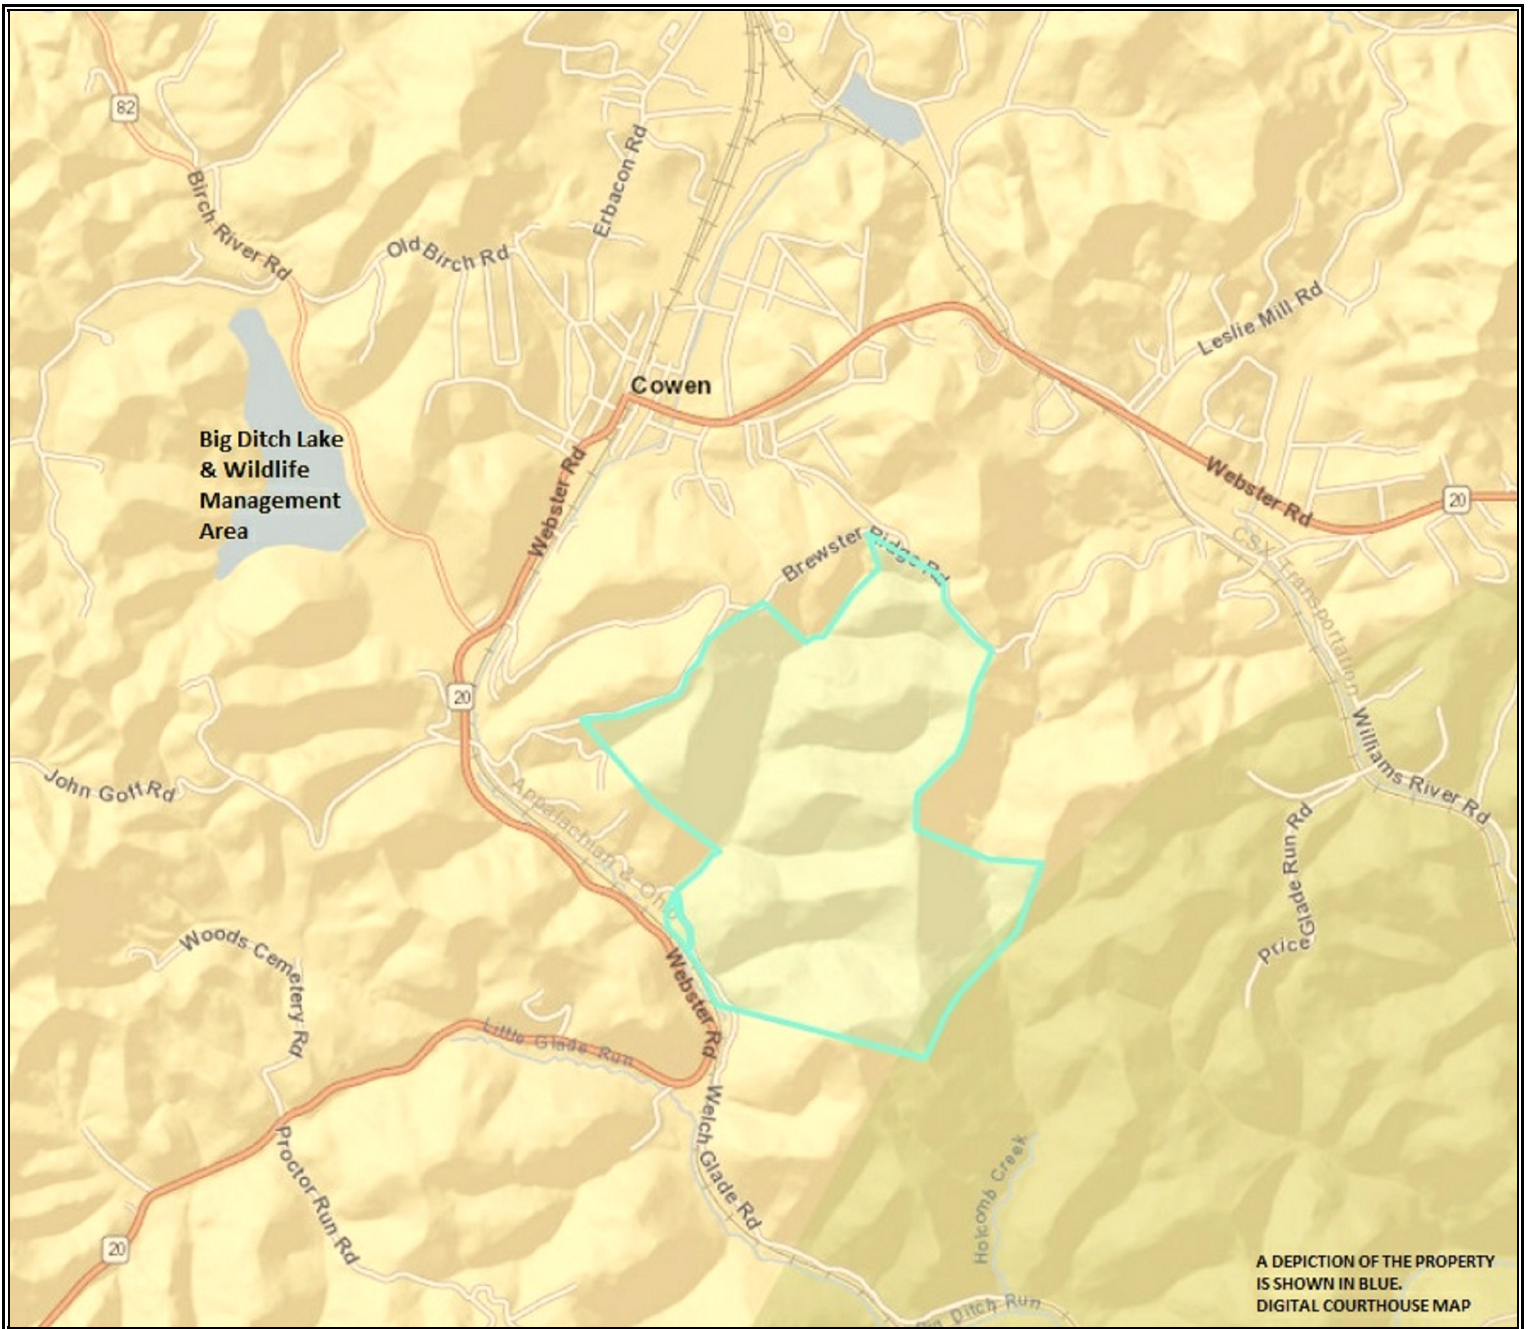 82
Birch River Rd
Old Birch Rd
Erbacon Rd
Leslie Mill Rd
Cowen
Big Ditch Lake
& Wildlife
Management
Area
Webster Rd
Webster Rd
20
CSX Transportation
Brewster Ridge Rd
20
John Goff Rd
Appalachian & Ohio
Williams River Rd
Price Glade Run Rd
Woods Cemetery Rd
Webster Rd
Little Glade Run
Welch Glade Rd
Proctor Run Rd
Holcomb Creek
20
Big Ditch Run
A DEPICTION OF THE PROPERTY
IS SHOWN IN BLUE.
DIGITAL COURTHOUSE MAP